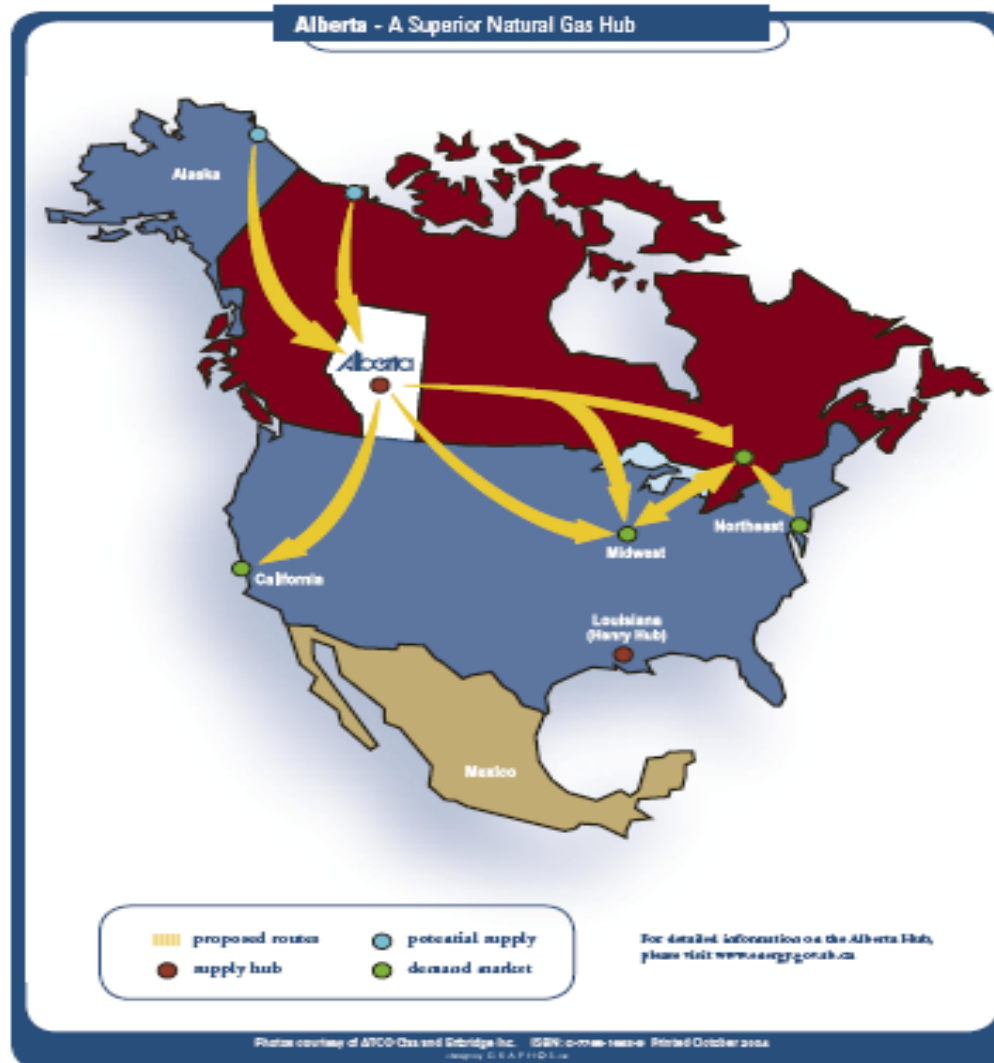 Alberta - A Superior Natural Gas Hub
Alaska
Alberta
Northeast
Midwest
California
Louisiana
(Henry Hub)
Mexico
proposed routes
potential supply
supply hub
demand market
For detailed information on the Alberta Hub,
please visit www.energy.gov.ab.ca
Photos courtesy of ATCO Gas and Enbridge Inc. ISBN: Printed October 2004